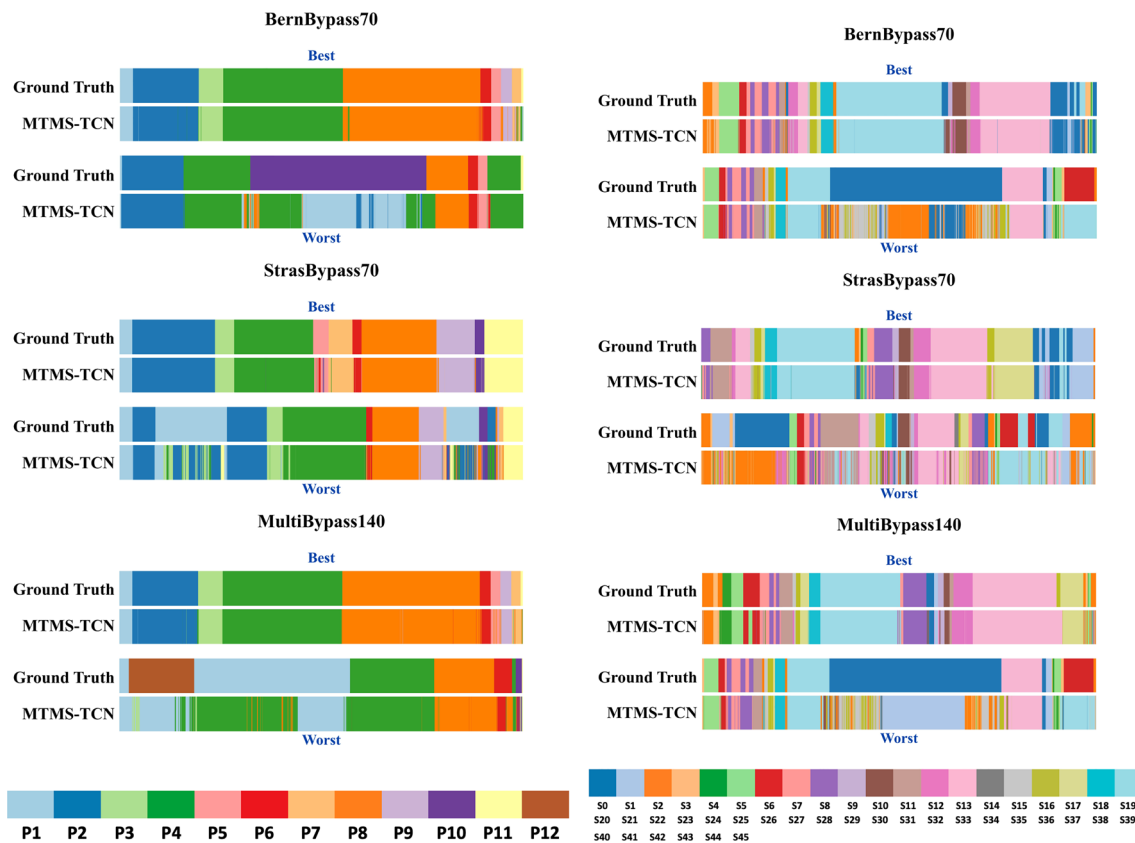 BernBypass70
Best
Ground Truth
MTMS-TCN
Ground Truth
MTMS-TCN
Worst
StrasBypass70
Best
Ground Truth
MTMS-TCN
Ground Truth
MTMS-TCN
Worst
MultiBypass140
Best
Ground Truth
MTMS-TCN
Ground Truth
MTMS-TCN
Worst
P1 P2 P3 P4 P5 P6 P7 P8 P9 P10 P11 P12
BernBypass70
Best
Ground Truth
MTMS-TCN
Ground Truth
MTMS-TCN
Worst
StrasBypass70
Best
Ground Truth
MTMS-TCN
Ground Truth
MTMS-TCN
Worst
MultiBypass140
Best
Ground Truth
MTMS-TCN
Ground Truth
MTMS-TCN
Worst
S0 S1 S2 S3 S4 S5 S6 S7 S8 S9 S10 S11 S12 S13 S14 S15 S16 S17 S18 S19
S20 S21 S22 S23 S24 S25 S26 S27 S28 S29 S30 S31 S32 S33 S34 S35 S36 S37 S38 S39
S40 S41 S42 S43 S44 S45